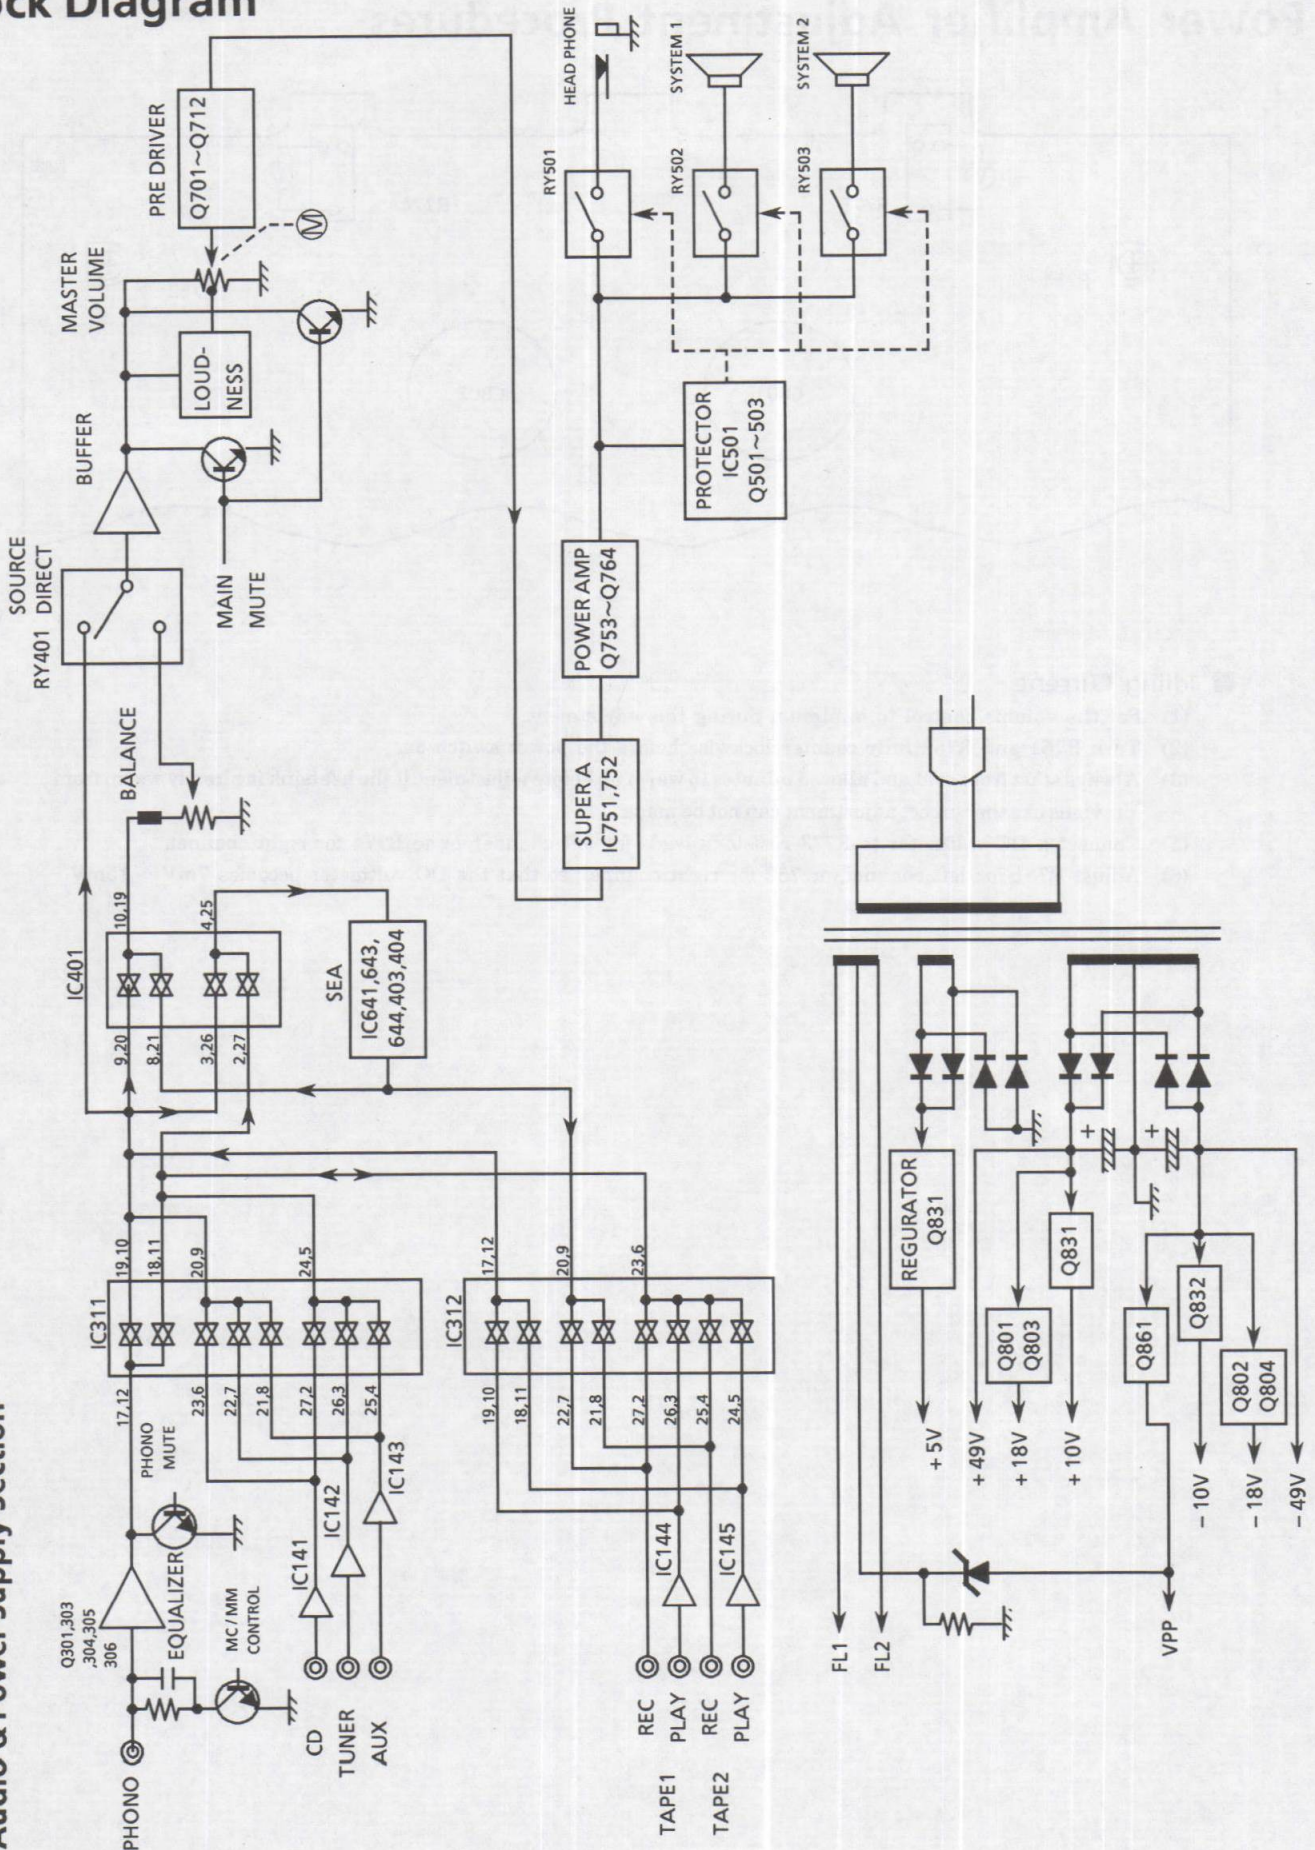 Block Diagram
Audio & Power supply section
PHONO
Q301,303
,304,305
306
EQUALIZER
MC / MM
CONTROL
PHONO
MUTE
CD
TUNER
AUX
IC141
IC142
IC143
17,12
23,6
22,7
21,8
27,2
26,3
25,4
IC311
19,10
18,11
20,9
24,5
TAPE1
REC
PLAY
TAPE2
REC
PLAY
IC144
IC145
19,10
18,11
22,7
21,8
27,2
26,3
25,4
24,5
IC312
17,12
20,9
23,6
9,20
8,21
3,26
2,27
IC401
10,19
4,25
SEA
IC641,643,
644,403,404
BALANCE
RY401
SOURCE
DIRECT
BUFFER
MAIN
MUTE
LOUD-
NESS
MASTER
VOLUME
M
PRE DRIVER
Q701~Q712
SUPER A
IC751,752
POWER AMP
Q753~Q764
PROTECTOR
IC501
Q501~503
RY501
RY502
RY503
HEAD PHONE
SYSTEM 1
SYSTEM 2
FL1
FL2
VPP
+5V
+49V
+18V
+10V
−10V
−18V
−49V
REGURATOR
Q831
Q801
Q803
Q831
Q861
Q832
Q802
Q804
+
+